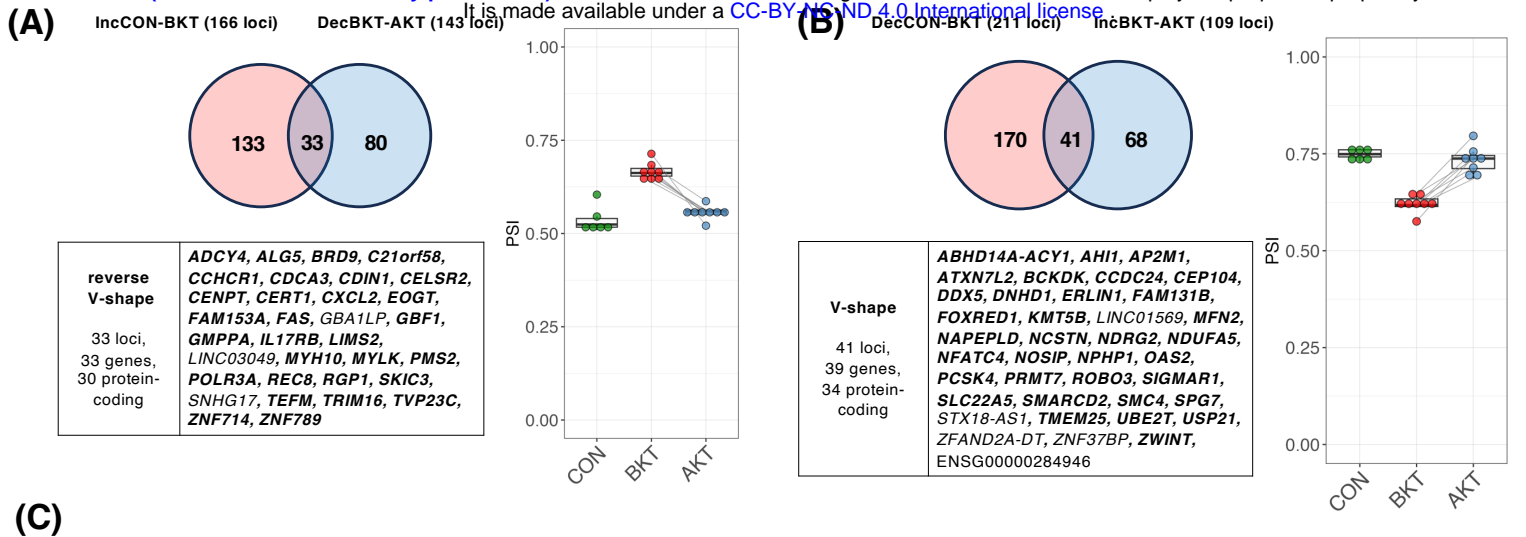 It is made available under a CC-BY-NC-ND 4.0 International license.
(A)
IncCON-BKT (166 loci)
DecBKT-AKT (143 loci)
133
33
80
reverse
V-shape
33 loci,
33 genes,
30 protein-
coding
ADCY4, ALG5, BRD9, C21orf58,
CCHCR1, CDCA3, CDIN1, CELSR2,
CENPT, CERT1, CXCL2, EOGT,
FAM153A, FAS, GBA1LP, GBF1,
GMPPA, IL17RB, LIMS2,
LINC03049, MYH10, MYLK, PMS2,
POLR3A, REC8, RGP1, SKIC3,
SNHG17, TEFM, TRIM16, TVP23C,
ZNF714, ZNF789
PSI
1.00
0.75
0.50
0.25
0.00
CON
BKT
AKT
(B)
DecCON-BKT (211 loci)
IncBKT-AKT (109 loci)
170
41
68
V-shape
41 loci,
39 genes,
34 protein-
coding
ABHD14A-ACY1, AHI1, AP2M1,
ATXN7L2, BCKDK, CCDC24, CEP104,
DDX5, DNHD1, ERLIN1, FAM131B,
FOXRED1, KMT5B, LINC01569, MFN2,
NAPEPLD, NCSTN, NDRG2, NDUFA5,
NFATC4, NOSIP, NPHP1, OAS2,
PCSK4, PRMT7, ROBO3, SIGMAR1,
SLC22A5, SMARCD2, SMC4, SPG7,
STX18-AS1, TMEM25, UBE2T, USP21,
ZFAND2A-DT, ZNF37BP, ZWINT,
ENSG00000284946
PSI
1.00
0.75
0.50
0.25
0.00
CON
BKT
AKT
(C)